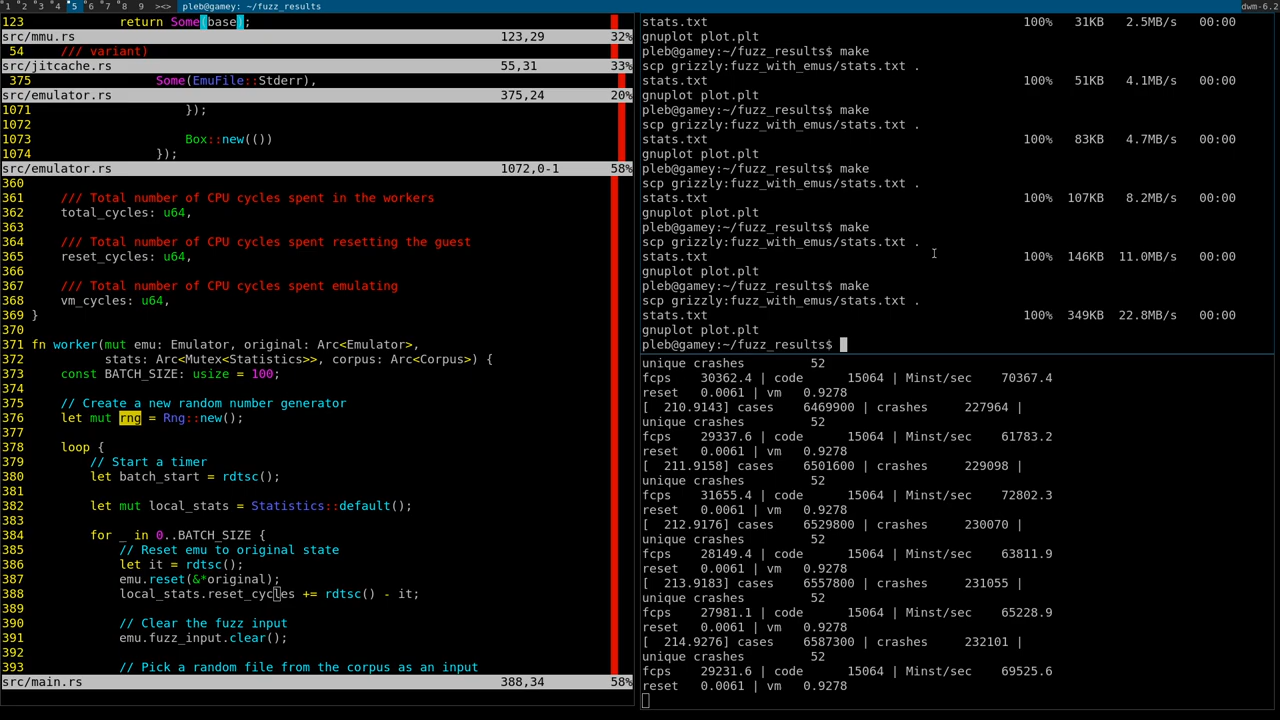 1 2 3 4 5 6 7 8 9 ><> pleb@gamey: ~/fuzz_results dwm-6.2
123 return Some(base);
src/mmu.rs 123,29 32%
54 /// variant)
src/jitcache.rs 55,31 33%
375 Some(EmuFile::Stderr),
src/emulator.rs 375,24 20%
1071 });
1072
1073 Box::new(())
1074 });
src/emulator.rs 1072,0-1 58%
360
361 /// Total number of CPU cycles spent in the workers
362 total_cycles: u64,
363
364 /// Total number of CPU cycles spent resetting the guest
365 reset_cycles: u64,
366
367 /// Total number of CPU cycles spent emulating
368 vm_cycles: u64,
369 }
370
371 fn worker(mut emu: Emulator, original: Arc<Emulator>,
372 stats: Arc<Mutex<Statistics>>, corpus: Arc<Corpus>) {
373 const BATCH_SIZE: usize = 100;
374
375 // Create a new random number generator
376 let mut rng = Rng::new();
377
378 loop {
379 // Start a timer
380 let batch_start = rdtsc();
381
382 let mut local_stats = Statistics::default();
383
384 for _ in 0..BATCH_SIZE {
385 // Reset emu to original state
386 let it = rdtsc();
387 emu.reset(&*original);
388 local_stats.reset_cycles += rdtsc() - it;
389
390 // Clear the fuzz input
391 emu.fuzz_input.clear();
392
393 // Pick a random file from the corpus as an input
src/main.rs 388,34 58%
stats.txt 100% 31KB 2.5MB/s 00:00
gnuplot plot.plt
pleb@gamey:~/fuzz_results$ make
scp grizzly:fuzz_with_emus/stats.txt .
stats.txt 100% 51KB 4.1MB/s 00:00
gnuplot plot.plt
pleb@gamey:~/fuzz_results$ make
scp grizzly:fuzz_with_emus/stats.txt .
stats.txt 100% 83KB 4.7MB/s 00:00
gnuplot plot.plt
pleb@gamey:~/fuzz_results$ make
scp grizzly:fuzz_with_emus/stats.txt .
stats.txt 100% 107KB 8.2MB/s 00:00
gnuplot plot.plt
pleb@gamey:~/fuzz_results$ make
scp grizzly:fuzz_with_emus/stats.txt .
stats.txt 100% 146KB 11.0MB/s 00:00
gnuplot plot.plt
pleb@gamey:~/fuzz_results$ make
scp grizzly:fuzz_with_emus/stats.txt .
stats.txt 100% 349KB 22.8MB/s 00:00
gnuplot plot.plt
pleb@gamey:~/fuzz_results$
unique crashes 52
fcps 30362.4 | code 15064 | Minst/sec 70367.4
reset 0.0061 | vm 0.9278
[ 210.9143] cases 6469900 | crashes 227964 |
unique crashes 52
fcps 29337.6 | code 15064 | Minst/sec 61783.2
reset 0.0061 | vm 0.9278
[ 211.9158] cases 6501600 | crashes 229098 |
unique crashes 52
fcps 31655.4 | code 15064 | Minst/sec 72802.3
reset 0.0061 | vm 0.9278
[ 212.9176] cases 6529800 | crashes 230070 |
unique crashes 52
fcps 28149.4 | code 15064 | Minst/sec 63811.9
reset 0.0061 | vm 0.9278
[ 213.9183] cases 6557800 | crashes 231055 |
unique crashes 52
fcps 27981.1 | code 15064 | Minst/sec 65228.9
reset 0.0061 | vm 0.9278
[ 214.9276] cases 6587300 | crashes 232101 |
unique crashes 52
fcps 29231.6 | code 15064 | Minst/sec 69525.6
reset 0.0061 | vm 0.9278